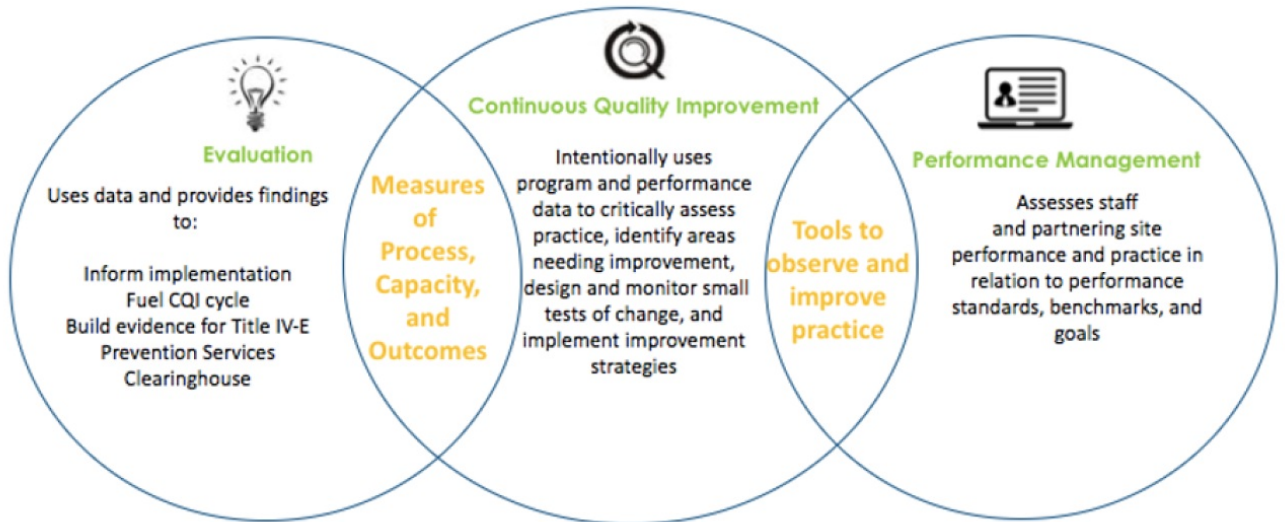 Evaluation
Uses data and provides findings
to:
Inform implementation
Fuel CQI cycle
Build evidence for Title IV-E
Prevention Services
Clearinghouse
Measures
of
Process,
Capacity,
and
Outcomes
Continuous Quality Improvement
Intentionally uses
program and performance
data to critically assess
practice, identify areas
needing improvement,
design and monitor small
tests of change, and
implement improvement
strategies
Tools to
observe and
improve
practice
Performance Management
Assesses staff
and partnering site
performance and practice in
relation to performance
standards, benchmarks, and
goals